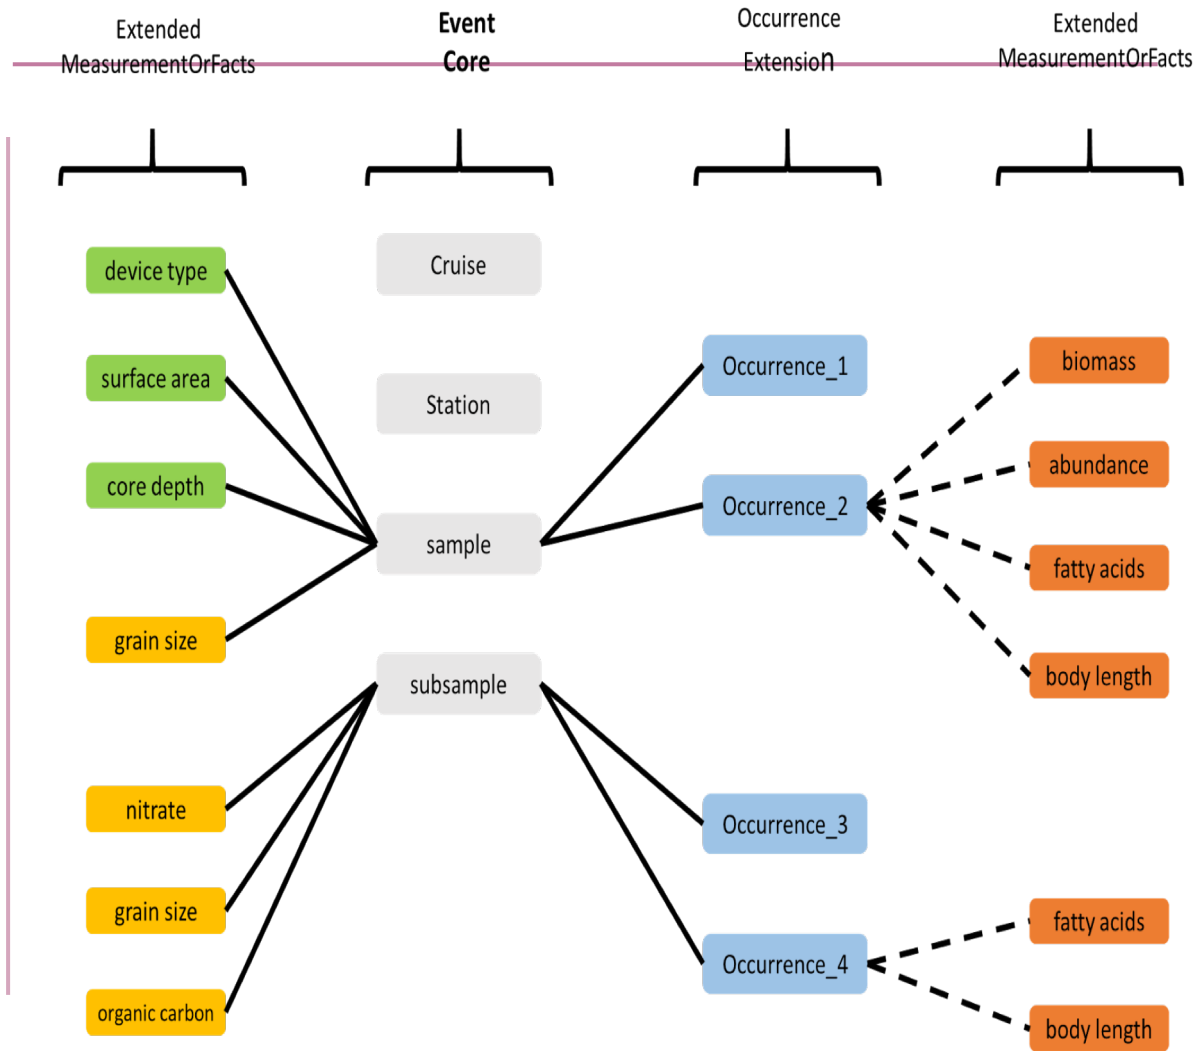 Extended
MeasurementOrFacts
Event
Core
Occurrence
Extension
Extended
MeasurementOrFacts
device type
surface area
core depth
grain size
nitrate
grain size
organic carbon
Cruise
Station
sample
subsample
Occurrence_1
Occurrence_2
Occurrence_3
Occurrence_4
biomass
abundance
fatty acids
body length
fatty acids
body length